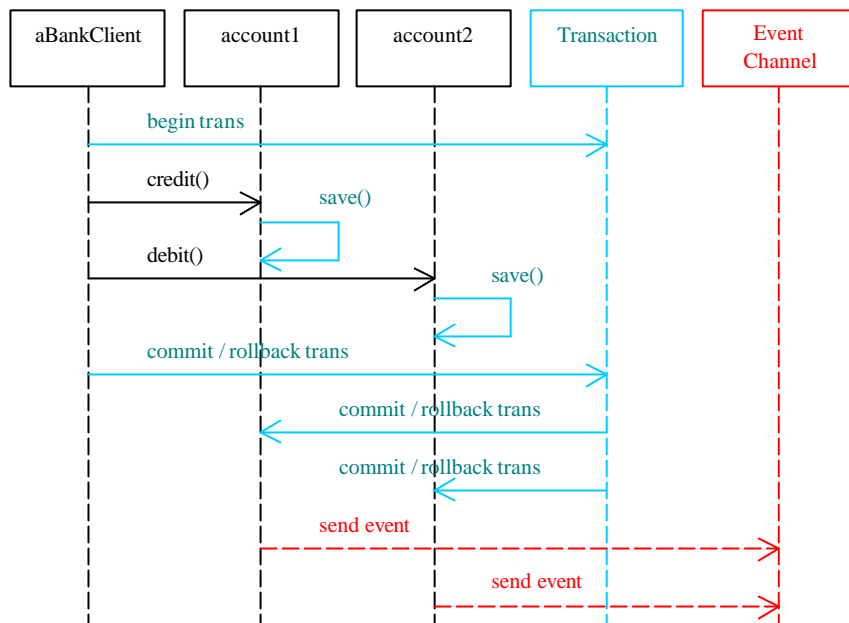 aBankClient
account1
account2
Transaction
Event
Channel
begin trans
credit()
save()
debit()
save()
commit / rollback trans
commit / rollback trans
commit / rollback trans
send event
send event